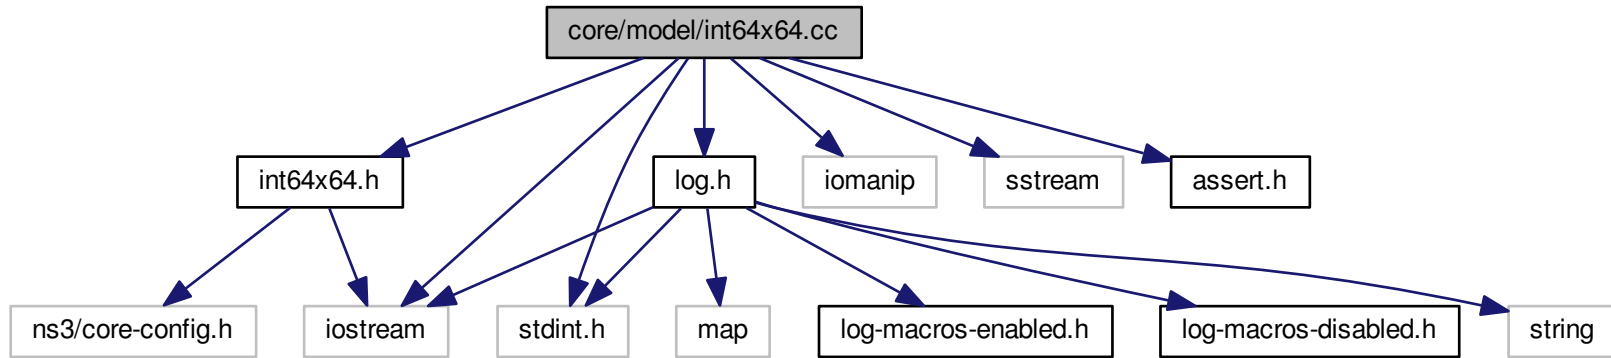 core/model/int64x64.cc
int64x64.h
log.h
iomanip
sstream
assert.h
ns3/core-config.h
iostream
stdint.h
map
log-macros-enabled.h
log-macros-disabled.h
string